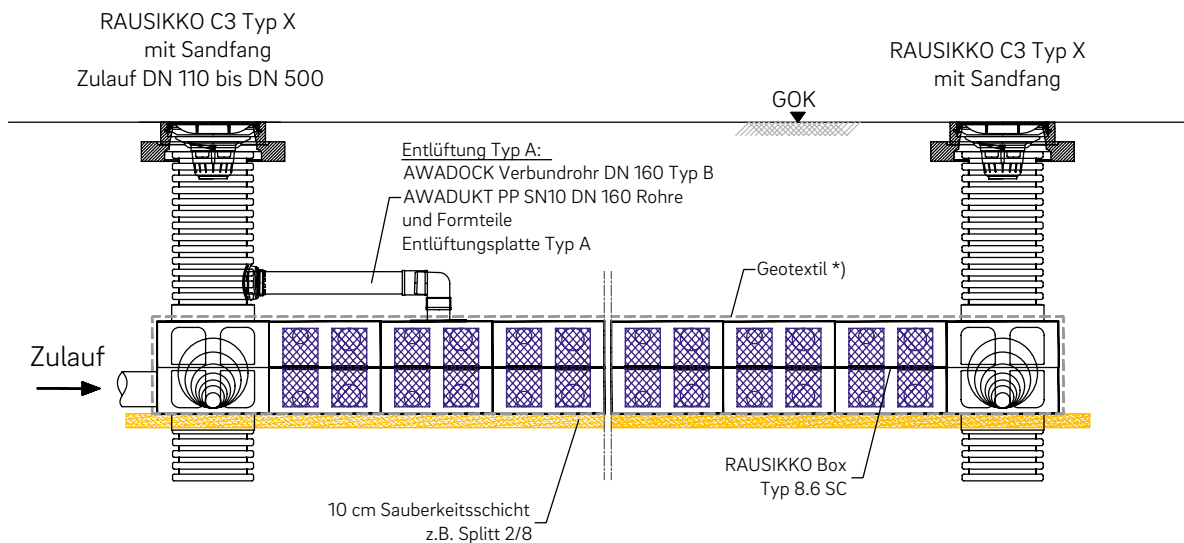 RAUSIKKO C3 Typ X
mit Sandfang
Zulauf DN 110 bis DN 500
RAUSIKKO C3 Typ X
mit Sandfang
GOK
Entlüftung Typ A:
AWADOCK Verbundrohr DN 160 Typ B
AWADUKT PP SN10 DN 160 Rohre
und Formteile
Entlüftungsplatte Typ A
Geotextil *)
Zulauf
RAUSIKKO Box
Typ 8.6 SC
10 cm Sauberkeitsschicht
z.B. Splitt 2/8